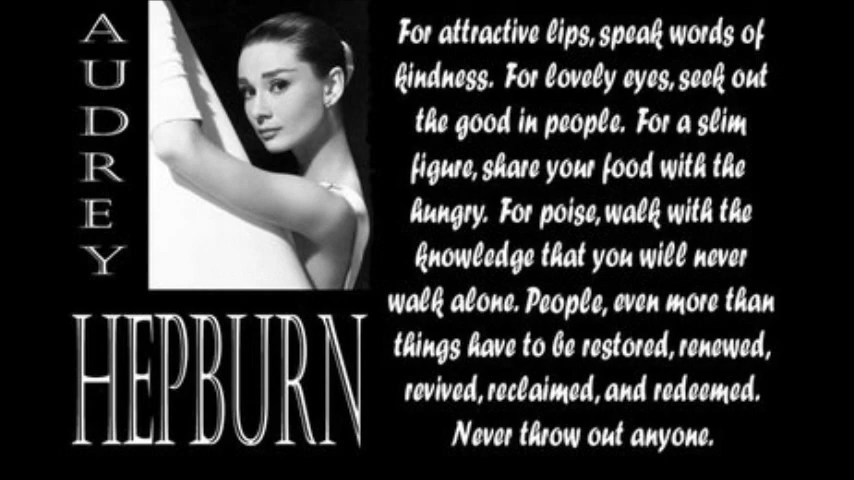 AUDREY
HEPBURN
For attractive lips, speak words of
kindness. For lovely eyes, seek out
the good in people. For a slim
figure, share your food with the
hungry. For poise, walk with the
knowledge that you will never
walk alone. People, even more than
things have to be restored, renewed,
revived, reclaimed, and redeemed.
Never throw out anyone.